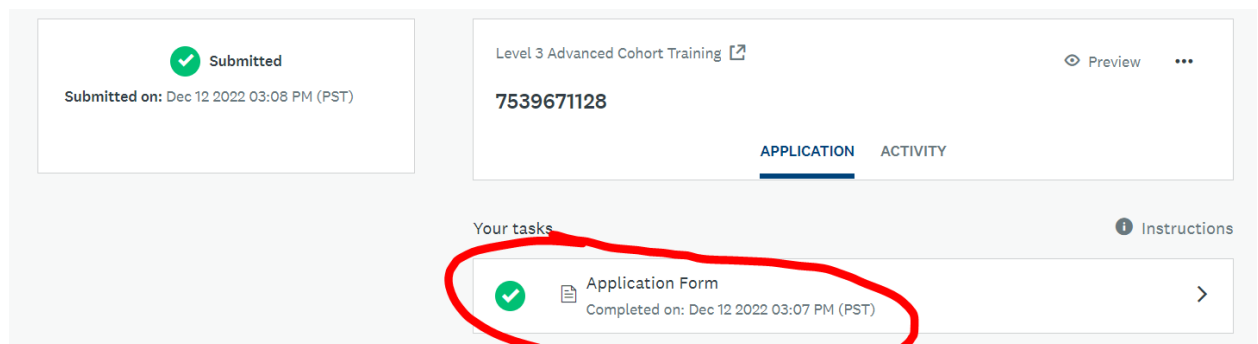 Submitted
Submitted on: Dec 12 2022 03:08 PM (PST)
Level 3 Advanced Cohort Training
Preview
7539671128
APPLICATION ACTIVITY
Your tasks
Instructions
Application Form
Completed on: Dec 12 2022 03:07 PM (PST)